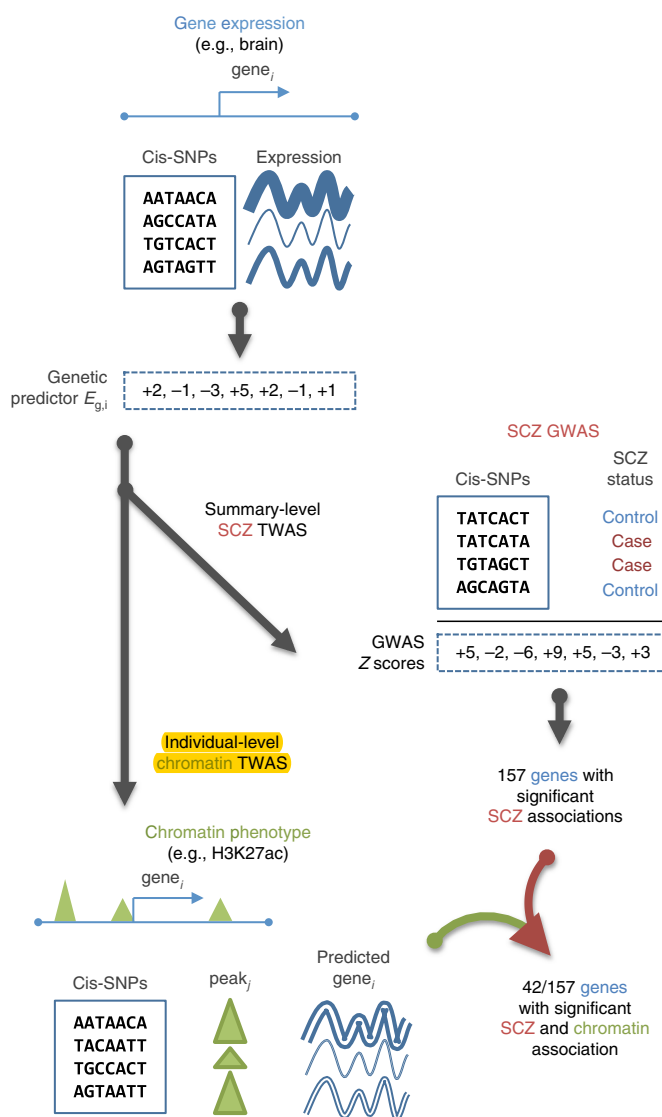 Gene expression
(e.g., brain)
gene i
Cis-SNPs
Expression
AATAACA
AGCCATA
TGTCACT
AGTAGTT
Genetic
predictor E g,i
+2, –1, –3, +5, +2, –1, +1
Summary-level
SCZ TWAS
SCZ GWAS
Cis-SNPs
SCZ
status
TATCACT
Control
TATCATA
Case
TGTAGCT
Case
AGCAGTA
Control
GWAS
Z scores
+5, –2, –6, +9, +5, –3, +3
157 genes with
significant
SCZ associations
Individual-level
chromatin TWAS
Chromatin phenotype
(e.g., H3K27ac)
gene i
Cis-SNPs
peak j
Predicted
gene i
AATAACA
TACAATT
TGCCACT
AGTAATT
42/157 genes
with significant
SCZ and chromatin
association